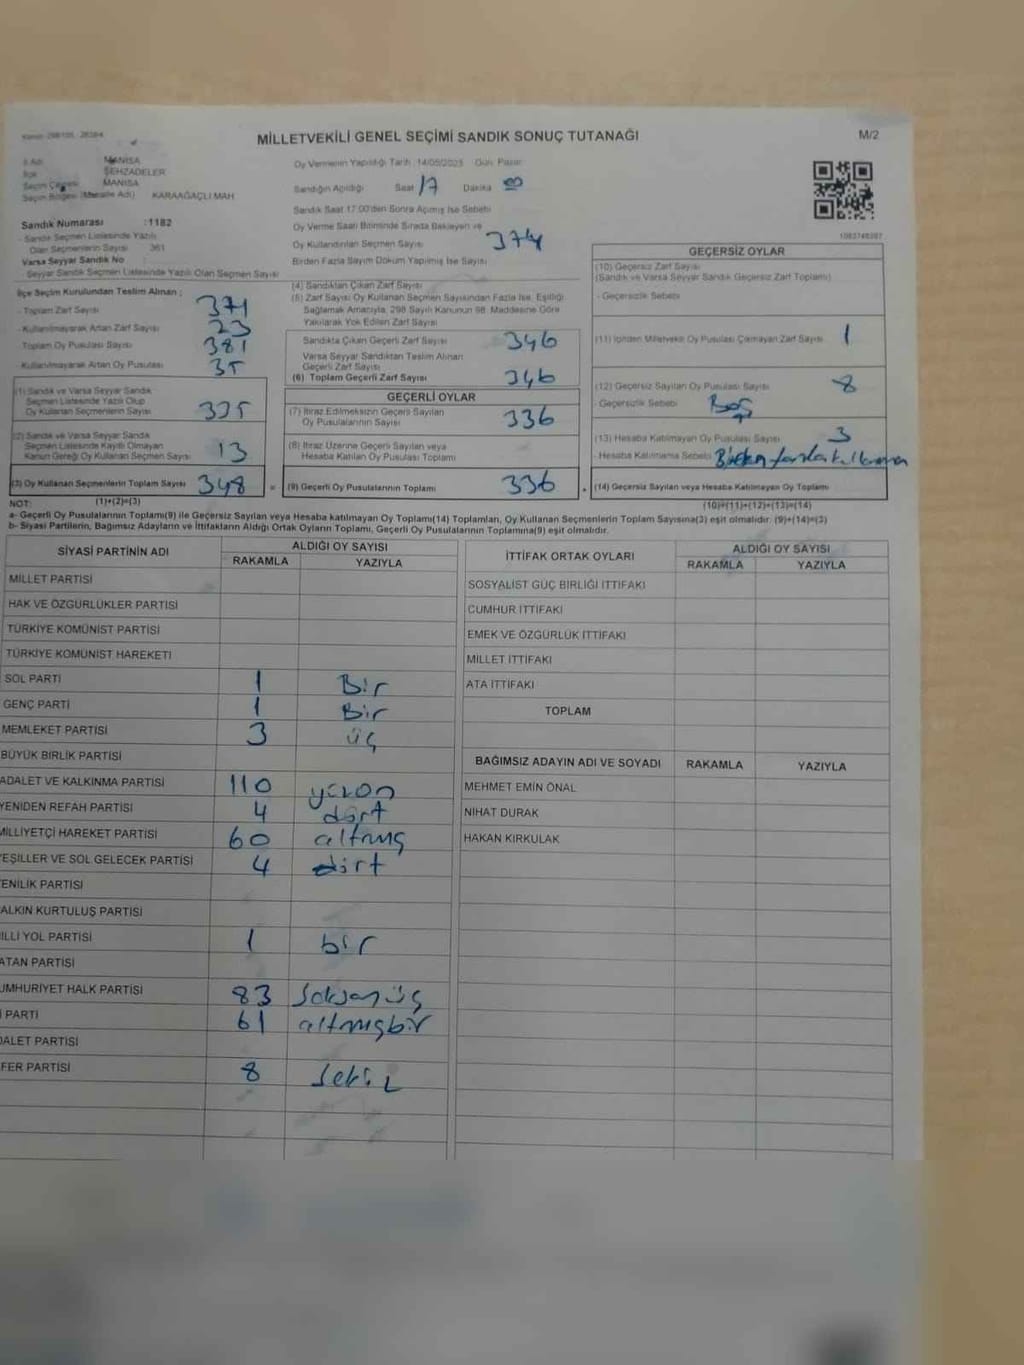 MİLLETVEKİLİ GENEL SEÇİMİ SANDIK SONUÇ TUTANAĞI
M/2
İl Adı MANİSA
İlçe ŞEHZADELER
Seçim Çevresi MANİSA
Seçim Bölgesi (Mahalle Adı) KARAAĞAÇLI MAH
Sandık Numarası : 1182
- Sandık Seçmen Listesinde Yazılı
Olan Seçmenlerin Sayısı 361
Varsa Seyyar Sandık No
- Seyyar Sandık Seçmen Listesinde Yazılı Olan Seçmen Sayısı
Oy Vermenin Yapıldığı Tarih : 14/05/2023 Gün: Pazar
Sandığın Açıldığı Saat 17 Dakika 00
Sandık Saat 17:00'den Sonra Açılmış İse Sebebi
Oy Verme Saati Bitiminde Sırada Bekleyen ve
Oy Kullandırılan Seçmen Sayısı 374
Birden Fazla Sayım Döküm Yapılmış İse Sayısı
İlçe Seçim Kurulundan Teslim Alınan :
- Toplam Zarf Sayısı 371
- Kullanılmayarak Artan Zarf Sayısı 23
Toplam Oy Pusulası Sayısı 381
Kullanılmayarak Artan Oy Pusulası 35
(1) Sandık ve Varsa Seyyar Sandık
Seçmen Listesinde Yazılı Olup
Oy Kullanan Seçmenlerin Sayısı 335
(2) Sandık ve Varsa Seyyar Sandık
Seçmen Listesinde Kayıtlı Olmayan
Kanun Gereği Oy Kullanan Seçmen Sayısı 13
(3) Oy Kullanan Seçmenlerin Toplam Sayısı 348
(1)+(2)=(3)
(4) Sandıktan Çıkan Zarf Sayısı
(5) Zarf Sayısı Oy Kullanan Seçmen Sayısından Fazla İse, Eşitliği
Sağlamak Amacıyla, 298 Sayılı Kanunun 98. Maddesine Göre
Yakılarak Yok Edilen Zarf Sayısı
Sandıkta Çıkan Geçerli Zarf Sayısı 346
Varsa Seyyar Sandıktan Teslim Alınan
Geçerli Zarf Sayısı
(6) Toplam Geçerli Zarf Sayısı 346
GEÇERLİ OYLAR
(7) İtiraz Edilmeksizin Geçerli Sayılan
Oy Pusulalarının Sayısı 336
(8) İtiraz Üzerine Geçerli Sayılan veya
Hesaba Katılan Oy Pusulası Toplamı
= (9) Geçerli Oy Pusulalarının Toplamı 336
GEÇERSİZ OYLAR
(10) Geçersiz Zarf Sayısı
(Sandık ve Varsa Seyyar Sandık Geçersiz Zarf Toplamı)
- Geçersizlik Sebebi
(11) İçinden Milletvekili Oy Pusulası Çıkmayan Zarf Sayısı 1
(12) Geçersiz Sayılan Oy Pusulası Sayısı 8
- Geçersizlik Sebebi Boş
(13) Hesaba Katılmayan Oy Pusulası Sayısı 3
- Hesaba Katılmama Sebebi Birden fazla kullanma
(14) Geçersiz Sayılan veya Hesaba Katılmayan Oy Toplamı
(10)+(11)+(12)+(13)=(14)
NOT:
a- Geçerli Oy Pusulalarının Toplamı(9) ile Geçersiz Sayılan veya Hesaba katılmayan Oy Toplamı(14) Toplamları, Oy Kullanan Seçmenlerin Toplam Sayısına(3) eşit olmalıdır. (9)+(14)=(3)
b- Siyasi Partilerin, Bağımsız Adayların ve İttifakların Aldığı Ortak Oyların Toplamı, Geçerli Oy Pusulalarının Toplamına(9) eşit olmalıdır.
SİYASİ PARTİNİN ADI ALDIĞI OY SAYISI
RAKAMLA YAZIYLA
MİLLET PARTİSİ
HAK VE ÖZGÜRLÜKLER PARTİSİ
TÜRKİYE KOMÜNİST PARTİSİ
TÜRKİYE KOMÜNİST HAREKETİ
SOL PARTİ 1 Bir
GENÇ PARTİ 1 Bir
MEMLEKET PARTİSİ 3 üç
BÜYÜK BİRLİK PARTİSİ
ADALET VE KALKINMA PARTİSİ 110 yüzon
YENİDEN REFAH PARTİSİ 4 dört
MİLLİYETÇİ HAREKET PARTİSİ 60 altmış
YEŞİLLER VE SOL GELECEK PARTİSİ 4 dört
ENİLİK PARTİSİ
ALKIN KURTULUŞ PARTİSİ
İLLİ YOL PARTİSİ 1 bir
ATAN PARTİSİ
UMHURİYET HALK PARTİSİ 83 Seksenüç
İ PARTİ 61 altmışbir
DALET PARTİSİ
FER PARTİSİ 8 Sekiz
İTTİFAK ORTAK OYLARI ALDIĞI OY SAYISI
RAKAMLA YAZIYLA
SOSYALİST GÜÇ BİRLİĞİ İTTİFAKI
CUMHUR İTTİFAKI
EMEK VE ÖZGÜRLÜK İTTİFAKI
MİLLET İTTİFAKI
ATA İTTİFAKI
TOPLAM
BAĞIMSIZ ADAYIN ADI VE SOYADI RAKAMLA YAZIYLA
MEHMET EMİN ÖNAL
NİHAT DURAK
HAKAN KIRKULAK